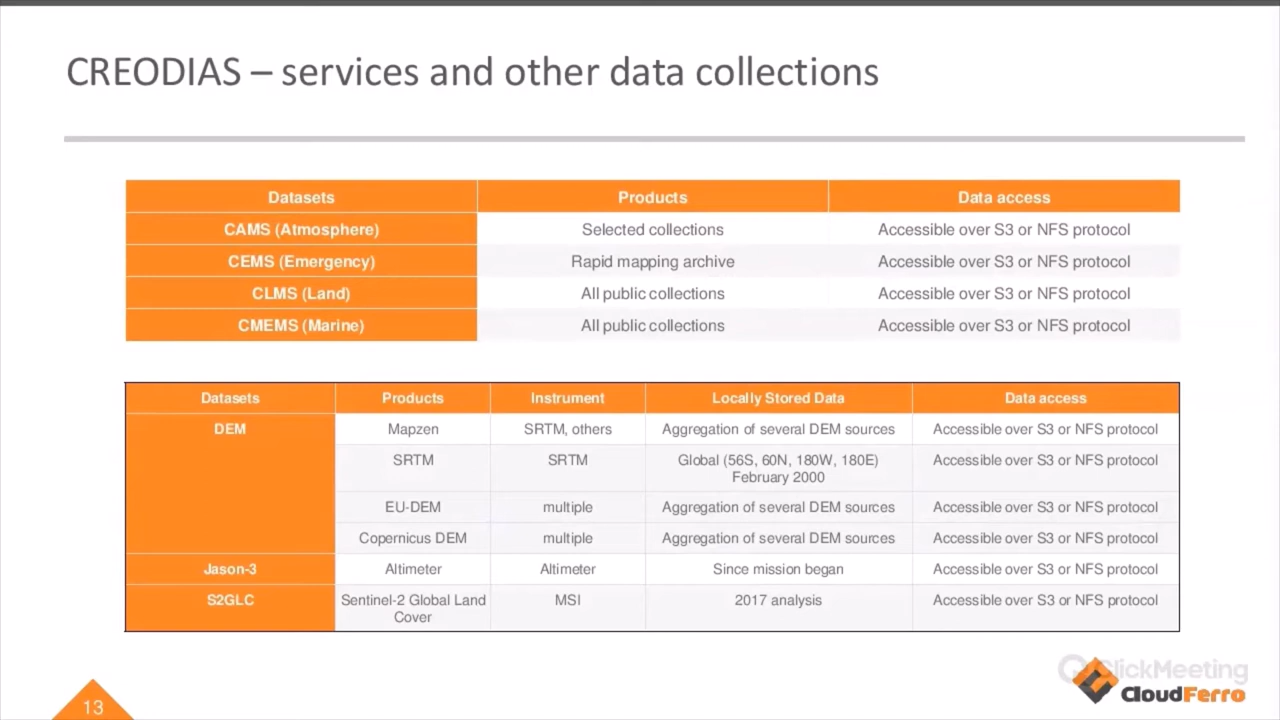 CREODIAS – services and other data collections
Datasets Products Data access
CAMS (Atmosphere) Selected collections Accessible over S3 or NFS protocol
CEMS (Emergency) Rapid mapping archive Accessible over S3 or NFS protocol
CLMS (Land) All public collections Accessible over S3 or NFS protocol
CMEMS (Marine) All public collections Accessible over S3 or NFS protocol
Datasets Products Instrument Locally Stored Data Data access
DEM Mapzen SRTM, others Aggregation of several DEM sources Accessible over S3 or NFS protocol
SRTM SRTM Global (56S, 60N, 180W, 180E) Accessible over S3 or NFS protocol
February 2000
EU-DEM multiple Aggregation of several DEM sources Accessible over S3 or NFS protocol
Copernicus DEM multiple Aggregation of several DEM sources Accessible over S3 or NFS protocol
Jason-3 Altimeter Altimeter Since mission began Accessible over S3 or NFS protocol
S2GLC Sentinel-2 Global Land MSI 2017 analysis Accessible over S3 or NFS protocol
Cover
ClickMeeting
CloudFerro
13